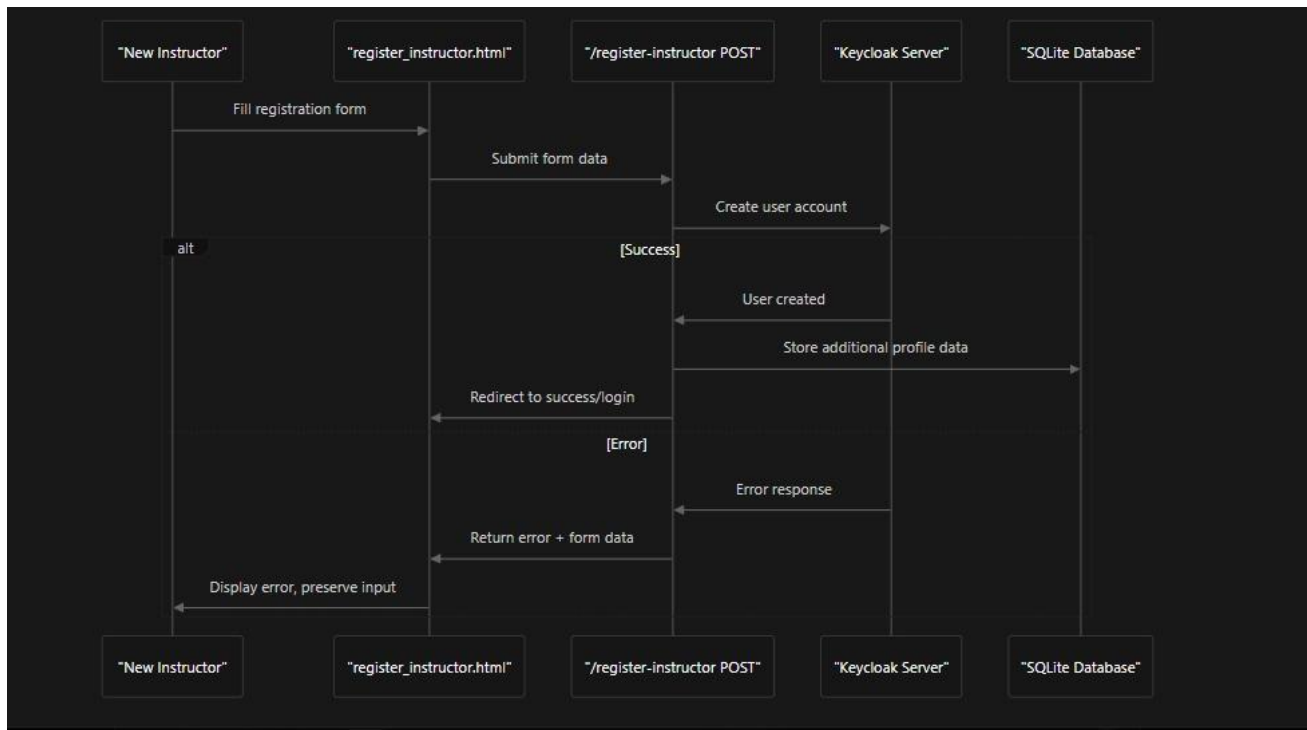 "New Instructor"
"register_instructor.html"
"/register-instructor POST"
"Keycloak Server"
"SQLite Database"
Fill registration form
Submit form data
Create user account
alt
[Success]
User created
Store additional profile data
Redirect to success/login
[Error]
Error response
Return error + form data
Display error, preserve input
"New Instructor"
"register_instructor.html"
"/register-instructor POST"
"Keycloak Server"
"SQLite Database"